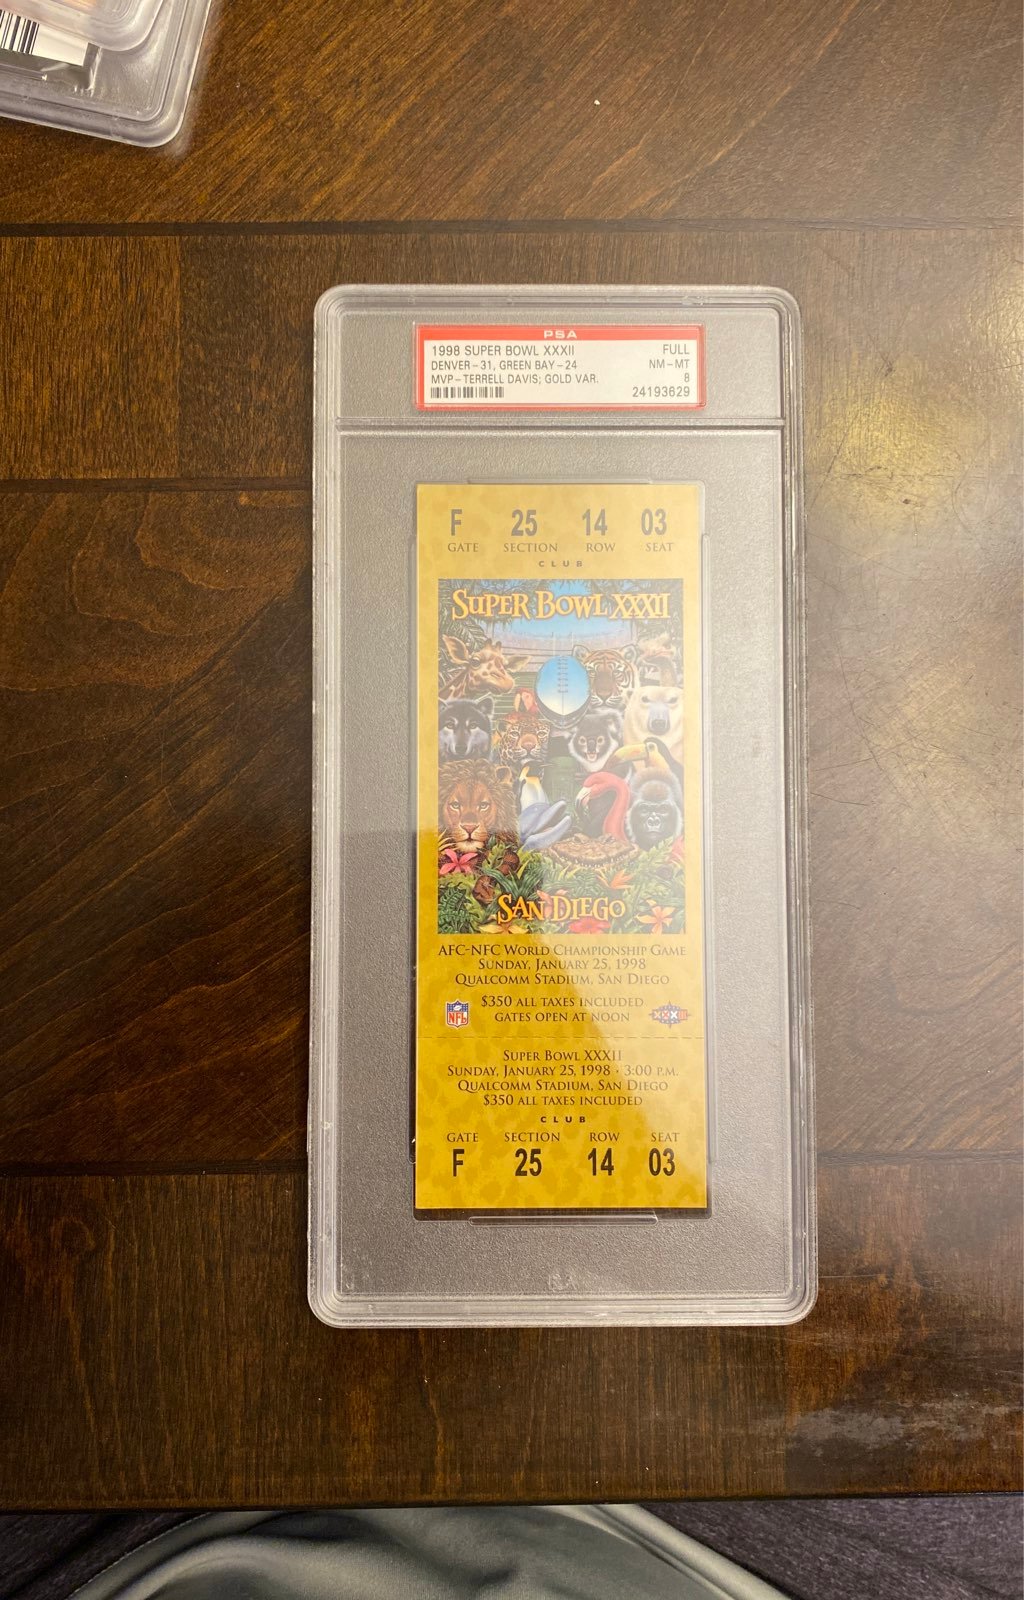 PSA
1998 SUPER BOWL XXXII FULL
DENVER-31, GREEN BAY-24 NM-MT
MVP-TERRELL DAVIS; GOLD VAR. 8
24193629
F 25 14 03
GATE SECTION ROW SEAT
CLUB
SUPER BOWL XXXII
SAN DIEGO
AFC-NFC WORLD CHAMPIONSHIP GAME
SUNDAY, JANUARY 25, 1998
QUALCOMM STADIUM, SAN DIEGO
$350 ALL TAXES INCLUDED
GATES OPEN AT NOON
NFL
XXXII
SUPER BOWL XXXII
SUNDAY, JANUARY 25, 1998 · 3:00 P.M.
QUALCOMM STADIUM, SAN DIEGO
$350 ALL TAXES INCLUDED
CLUB
GATE SECTION ROW SEAT
F 25 14 03